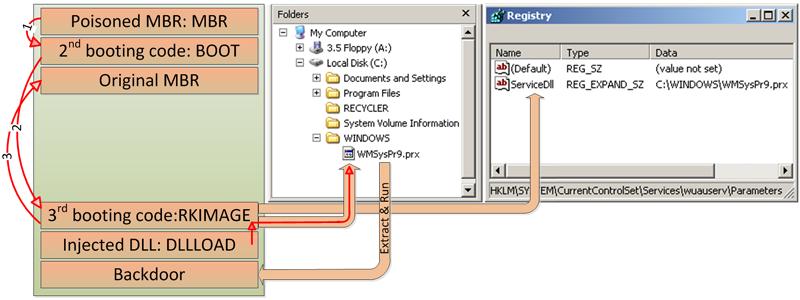 Poisoned MBR: MBR
2nd booting code: BOOT
Original MBR
1
2
3
3rd booting code:RKIMAGE
Injected DLL: DLLLOAD
Backdoor
Folders
My Computer
3.5 Floppy (A:)
Local Disk (C:)
Documents and Settings
Program Files
RECYCLER
System Volume Information
WINDOWS
WMSysPr9.prx
Extract & Run
Registry
Name Type Data
ab (Default) REG_SZ (value not set)
ab ServiceDll REG_EXPAND_SZ C:\WINDOWS\WMSysPr9.prx
HKLM\SYSTEM\CurrentControlSet\Services\wuauserv\Parameters